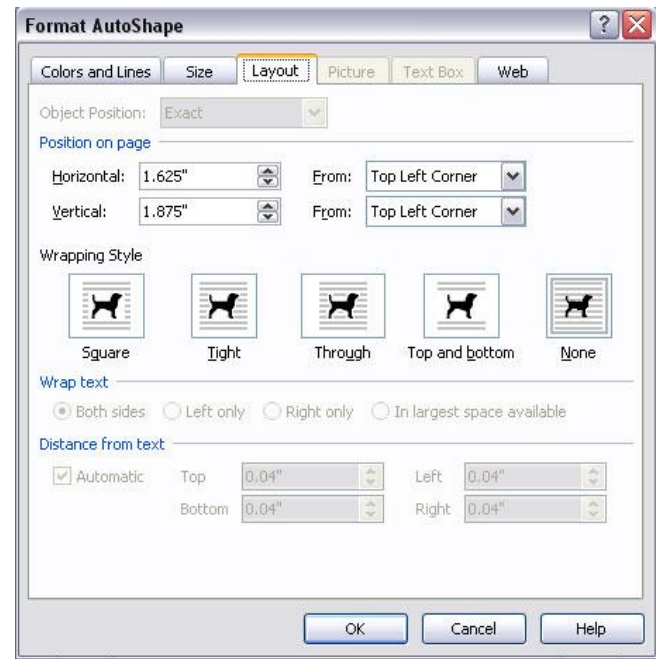 Format AutoShape
Colors and Lines Size Layout Picture Text Box Web
Object Position: Exact
Position on page
Horizontal: 1.625" From: Top Left Corner
Vertical: 1.875" From: Top Left Corner
Wrapping Style
Square Tight Through Top and bottom None
Wrap text
Both sides Left only Right only In largest space available
Distance from text
Automatic Top 0.04" Left 0.04"
Bottom 0.04" Right 0.04"
OK Cancel Help